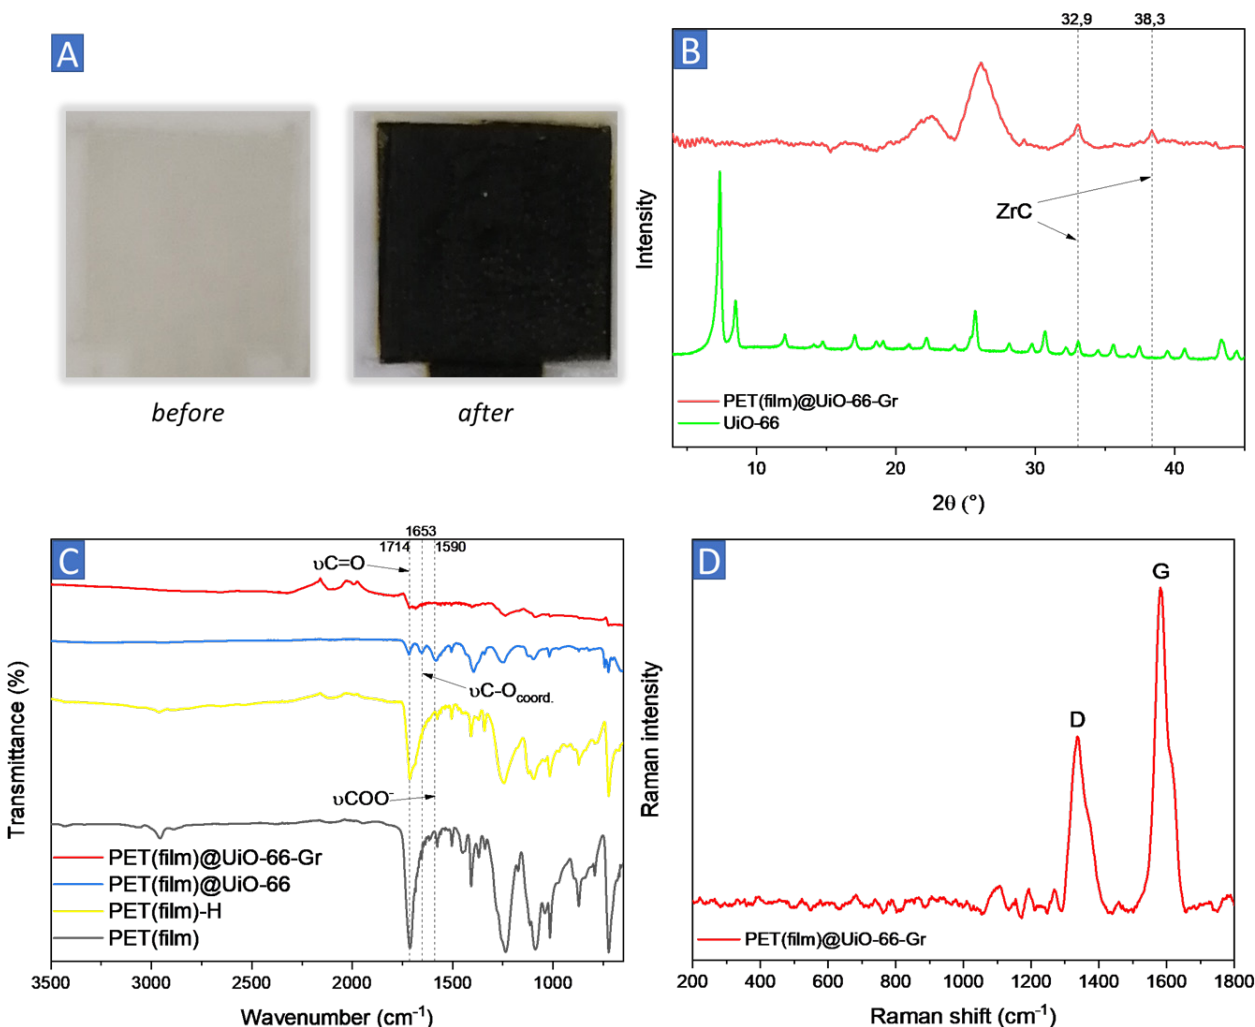 A
before
after
B
32,9
38,3
ZrC
Intensity
PET(film)@UiO-66-Gr
UiO-66
10
20
30
40
2θ (°)
C
1653
1714
1590
υC=O
υC-Ocoord.
υCOO⁻
Transmittance (%)
PET(film)@UiO-66-Gr
PET(film)@UiO-66
PET(film)-H
PET(film)
3500
3000
2500
2000
1500
1000
Wavenumber (cm⁻¹)
D
G
D
Raman intensity
PET(film)@UiO-66-Gr
200
400
600
800
1000
1200
1400
1600
1800
Raman shift (cm⁻¹)